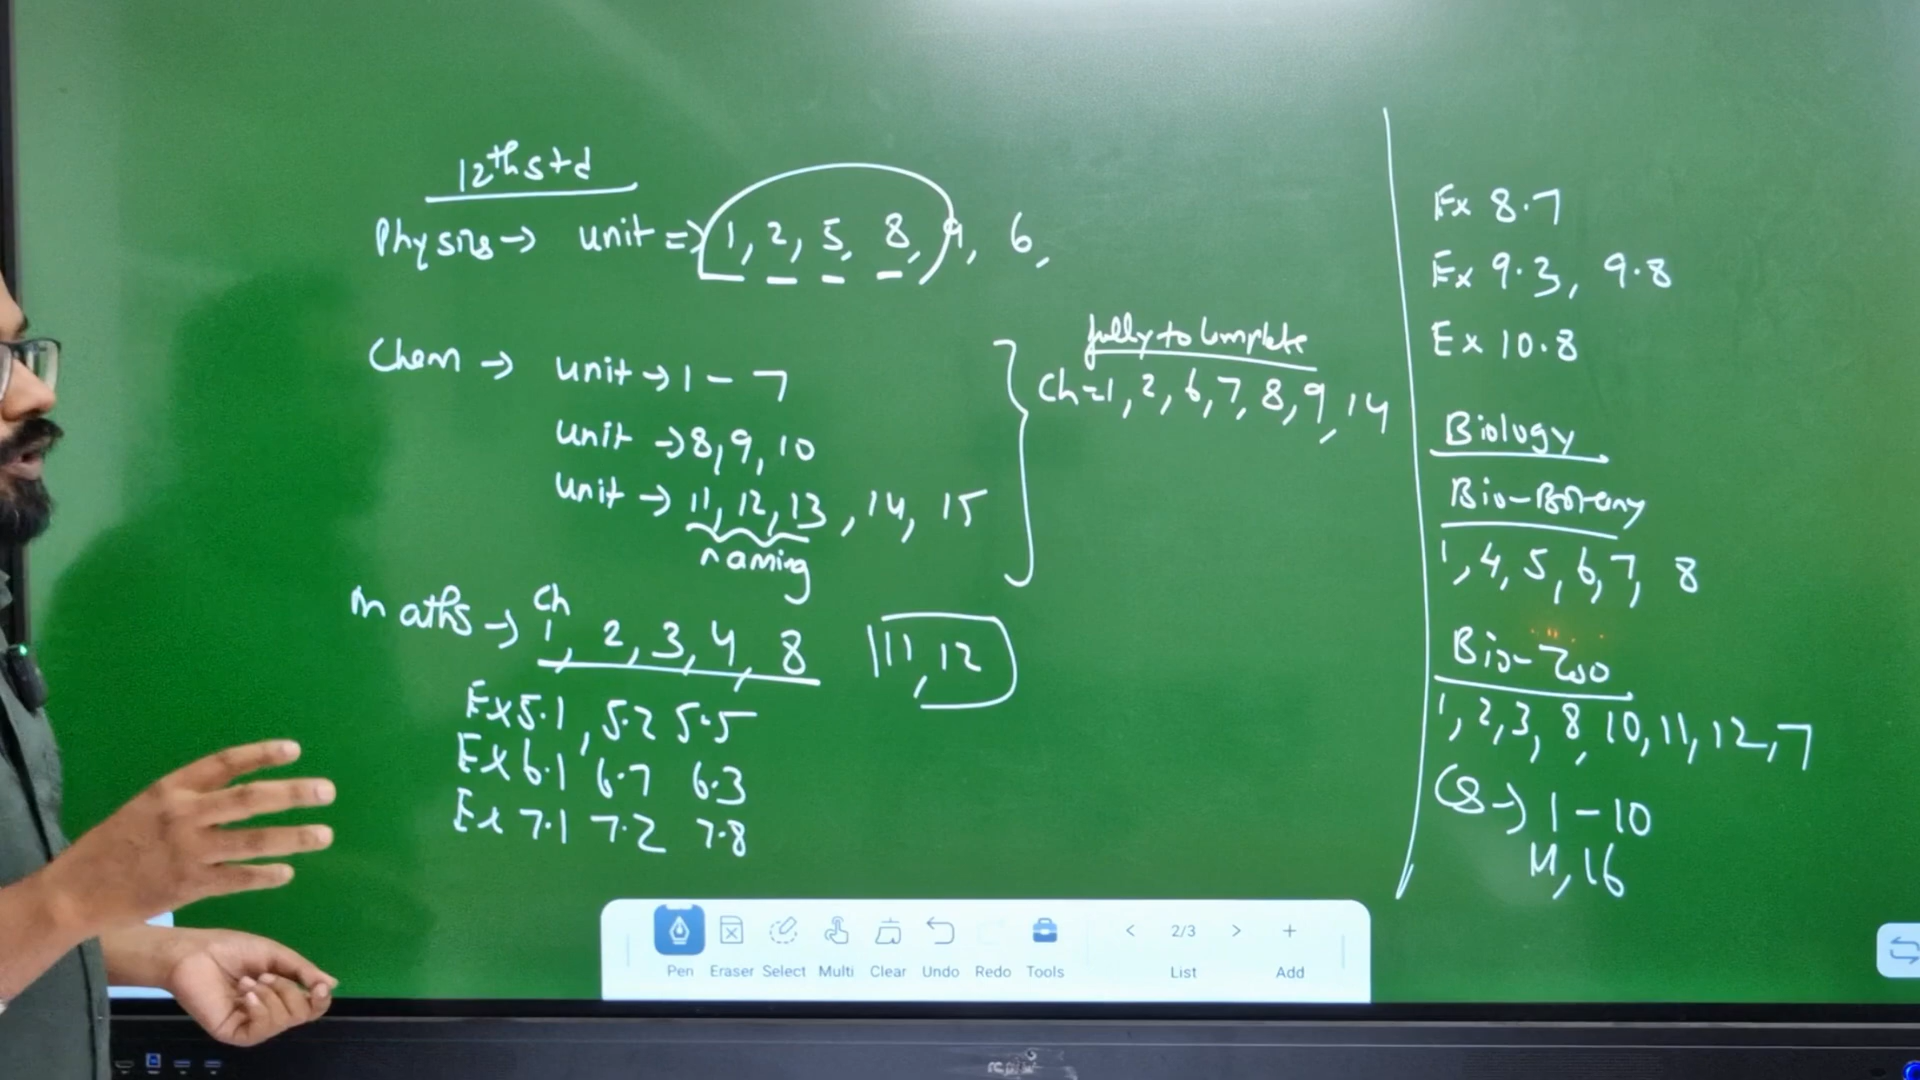 12th std
Physics → unit ⇒ 1, 2, 5, 8, 9, 6,
Chem → unit → 1 - 7
unit → 8, 9, 10
unit → 11, 12, 13, 14, 15
naming
fully to complete
Ch=1, 2, 6, 7, 8, 9, 14
Maths → Ch
1, 2, 3, 4, 8 11, 12
Ex 5.1, 5.2 5.5
Ex 6.1 6.7 6.3
Ex 7.1 7.2 7.8
Ex 8.7
Ex 9.3, 9.8
Ex 10.8
Biology
Bio-Botany
1, 4, 5, 6, 7, 8
Bio-Zoo
1, 2, 3, 8, 10, 11, 12, 7
CS → 1 - 10
16
2/3
Pen Eraser Select Multi Clear Undo Redo Tools List Add